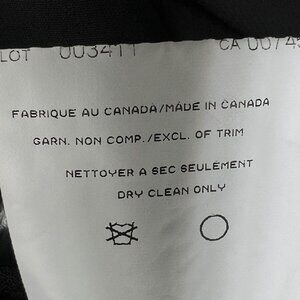 LOT 003411 CA 00745
FABRIQUE AU CANADA/MADE IN CANADA
GARN. NON COMP./EXCL. OF TRIM
NETTOYER A SEC SEULEMENT
DRY CLEAN ONLY